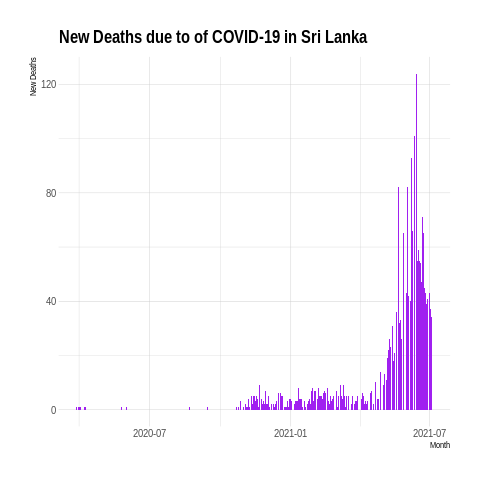 New Deaths due to of COVID-19 in Sri Lanka
New Deaths
120
80
40
0
2020-07
2021-01
2021-07
Month